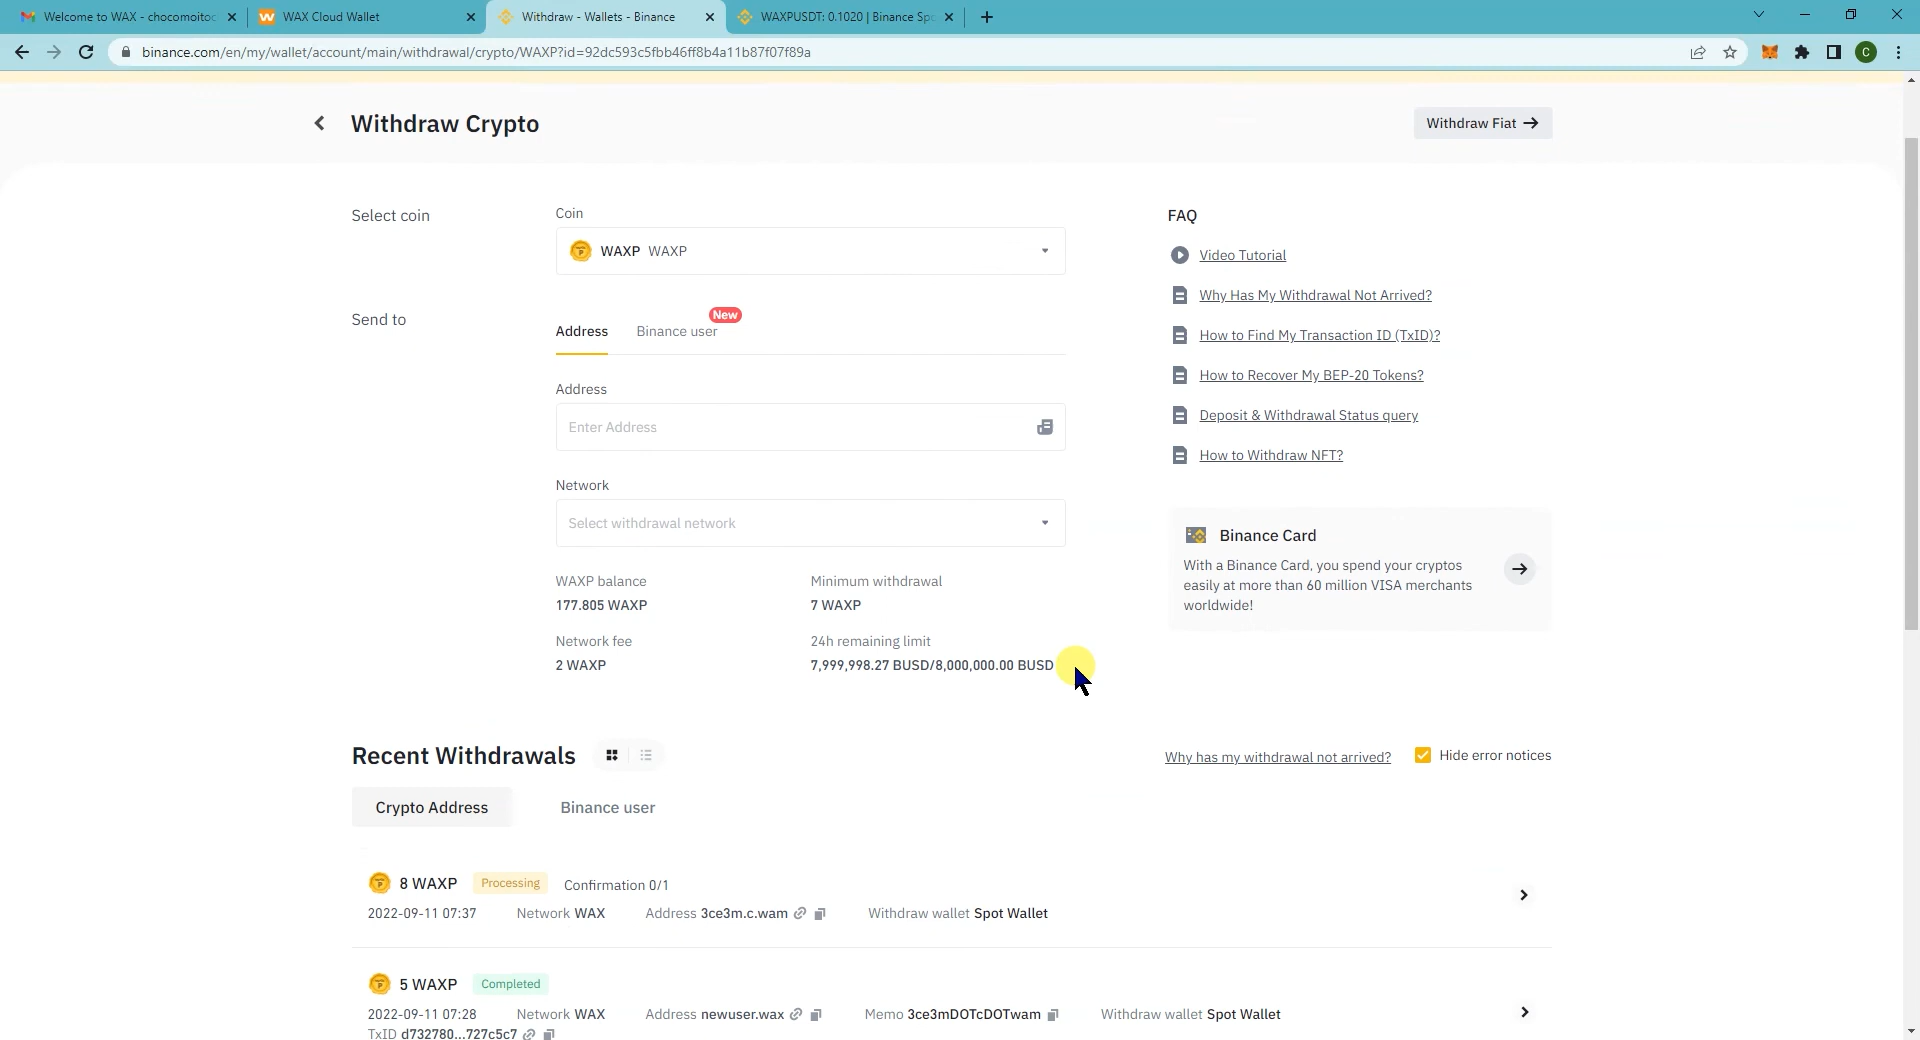 Welcome to WAX - chocomoitoc
WAX Cloud Wallet
Withdraw - Wallets - Binance
WAXPUSDT: 0.1020 | Binance Spo
binance.com/en/my/wallet/account/main/withdrawal/crypto/WAXP?id=92dc593c5fbb46ff8b4a11b87f07f89a
C
Withdraw Crypto
Withdraw Fiat
Select coin
Coin
WAXP WAXP
FAQ
Video Tutorial
Why Has My Withdrawal Not Arrived?
How to Find My Transaction ID (TxID)?
How to Recover My BEP-20 Tokens?
Deposit & Withdrawal Status query
How to Withdraw NFT?
Send to
Address
Binance user
New
Address
Enter Address
Network
Select withdrawal network
WAXP balance
177.805 WAXP
Minimum withdrawal
7 WAXP
Network fee
2 WAXP
24h remaining limit
7,999,998.27 BUSD/8,000,000.00 BUSD
Binance Card
With a Binance Card, you spend your cryptos
easily at more than 60 million VISA merchants
worldwide!
Recent Withdrawals
Why has my withdrawal not arrived?
Hide error notices
Crypto Address
Binance user
8 WAXP Processing Confirmation 0/1
2022-09-11 07:37 Network WAX Address 3ce3m.c.wam Withdraw wallet Spot Wallet
5 WAXP Completed
2022-09-11 07:28 Network WAX Address newuser.wax Memo 3ce3mDOTcDOTwam Withdraw wallet Spot Wallet
TxID d732780...727c5c7